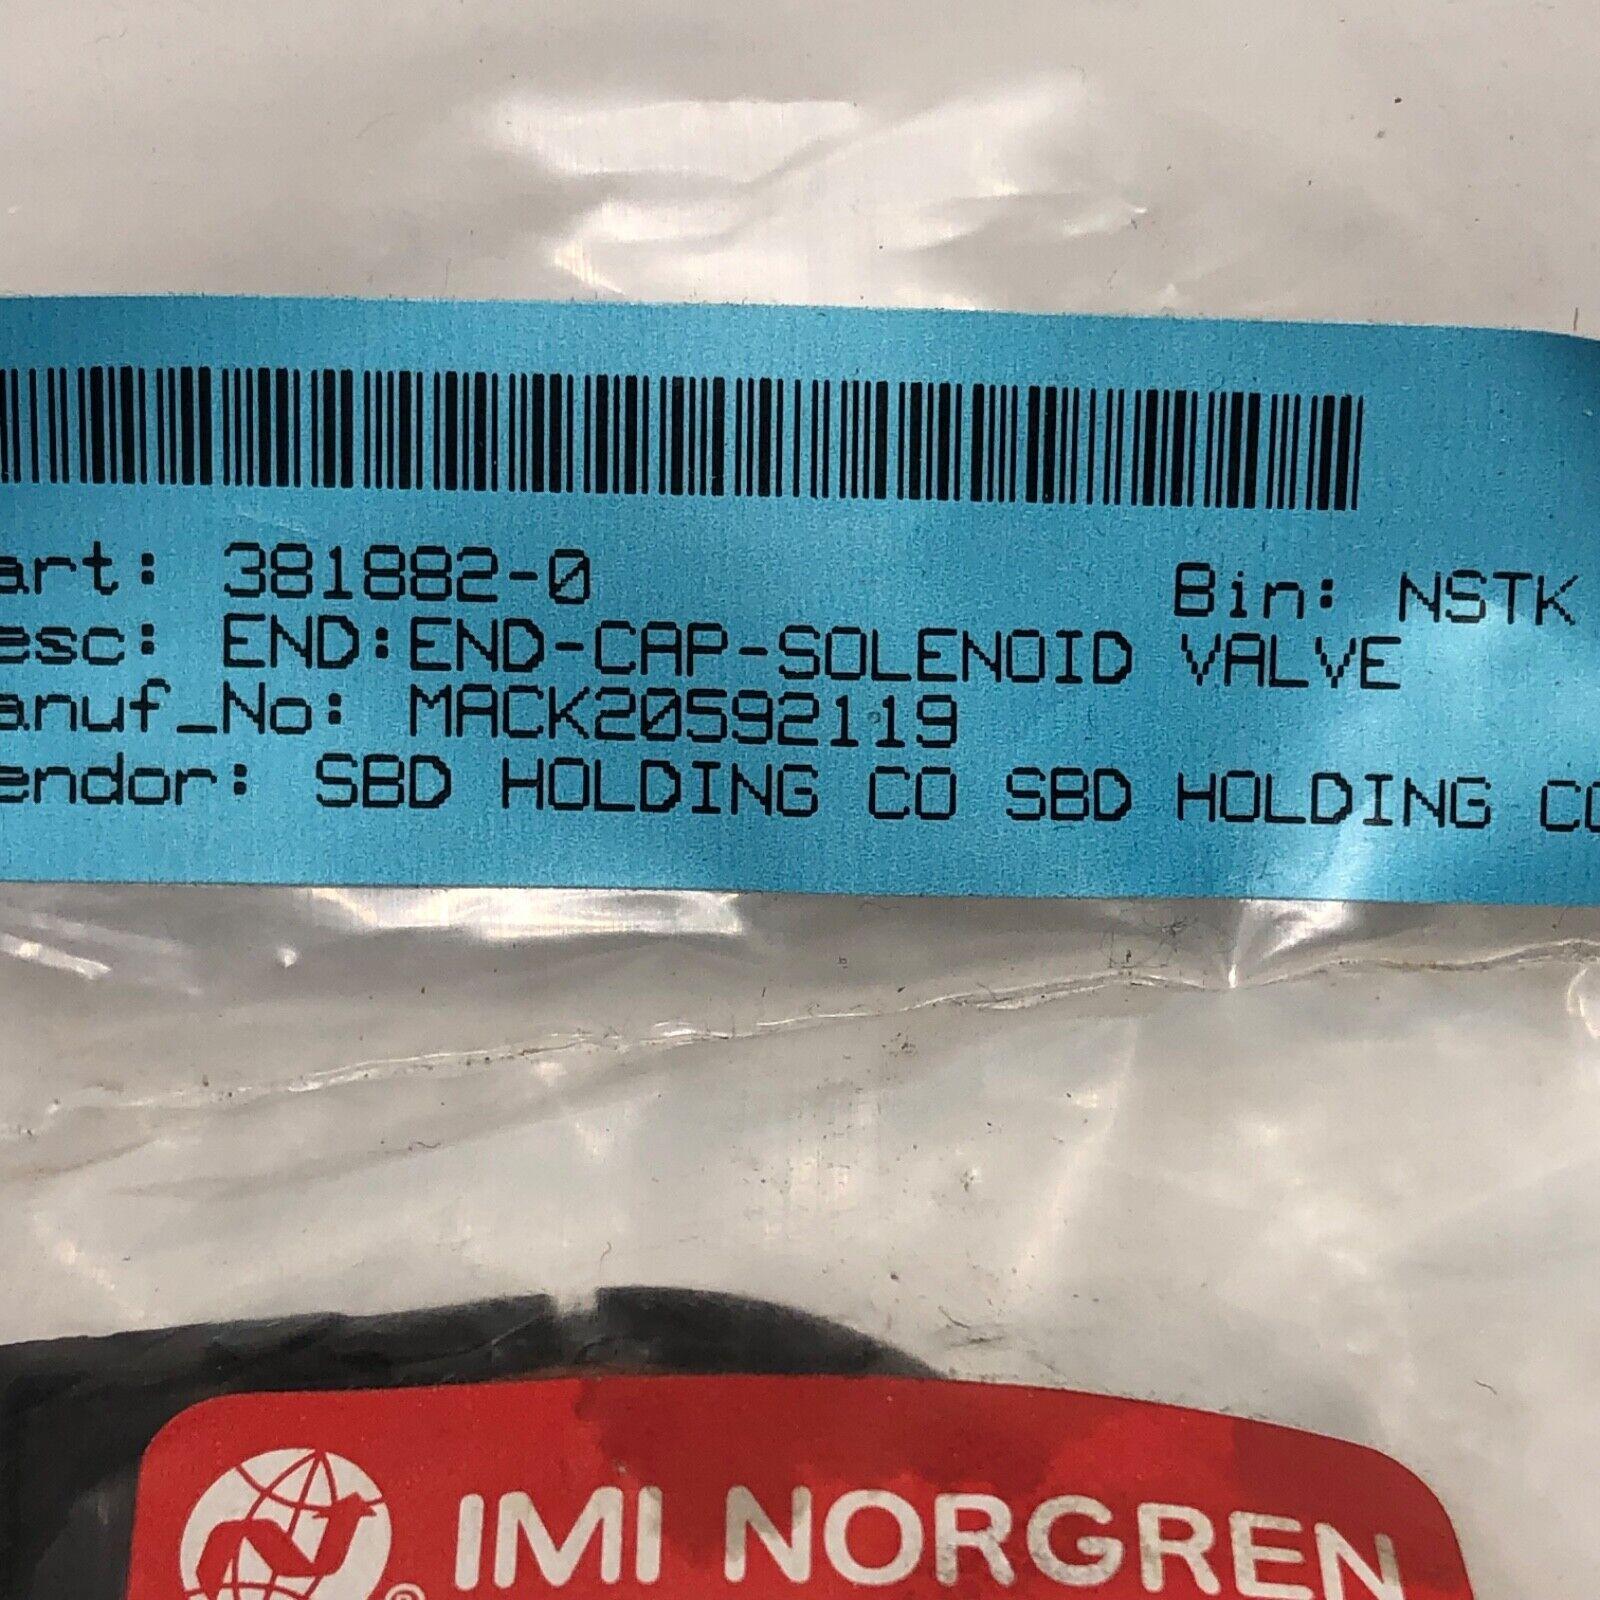 art: 381882-0 Bin: NSTK
esc: END:END-CAP-SOLENOID VALVE
anuf_No: MACK20592119
endor: SBD HOLDING CO SBD HOLDING CO
® IMI NORGREN